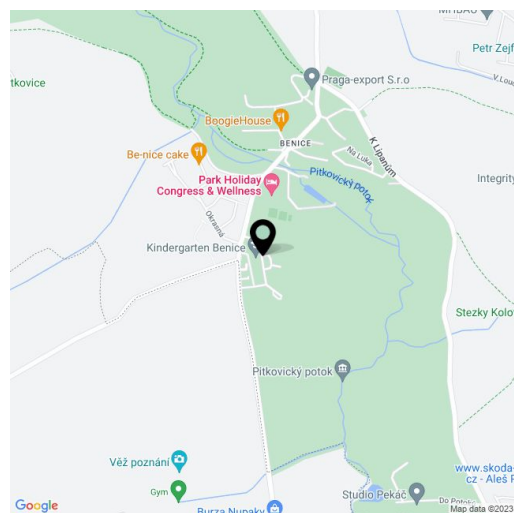 Petr Zejf
Praga-export S.r.o
tkovice
V Lou
BoogieHouse
K Lipanům
BENICE
Na Luka
Be-nice cake
Pitkovický potok
Park Holiday
Congress & Wellness
Integrity
Okrasná
Kindergarten Benice
Stezky Kolo
Pitkovický potok
Věž poznání
www.skoda-
cz - Aleš P
Gym
Studio Pekáč
Do Potok
Burza Nupaky
Google
Map data ©2023